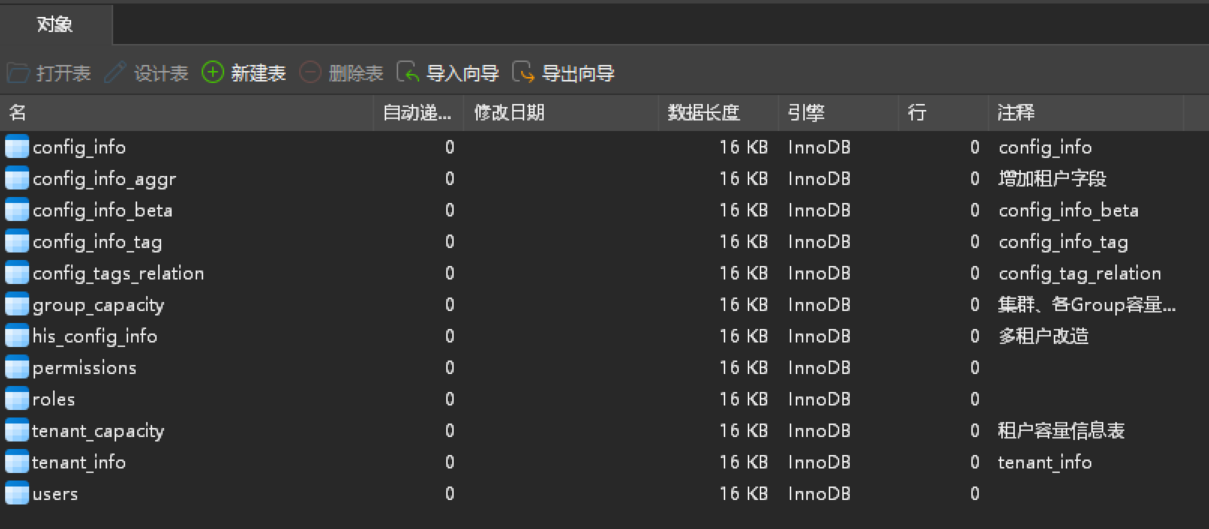 对象
打开表 设计表 新建表 删除表 导入向导 导出向导
名 自动递... 修改日期 数据长度 引擎 行 注释
config_info 0 16 KB InnoDB 0 config_info
config_info_aggr 0 16 KB InnoDB 0 增加租户字段
config_info_beta 0 16 KB InnoDB 0 config_info_beta
config_info_tag 0 16 KB InnoDB 0 config_info_tag
config_tags_relation 0 16 KB InnoDB 0 config_tag_relation
group_capacity 0 16 KB InnoDB 0 集群、各Group容量...
his_config_info 0 16 KB InnoDB 0 多租户改造
permissions 0 16 KB InnoDB 0
roles 0 16 KB InnoDB 0
tenant_capacity 0 16 KB InnoDB 0 租户容量信息表
tenant_info 0 16 KB InnoDB 0 tenant_info
users 0 16 KB InnoDB 0